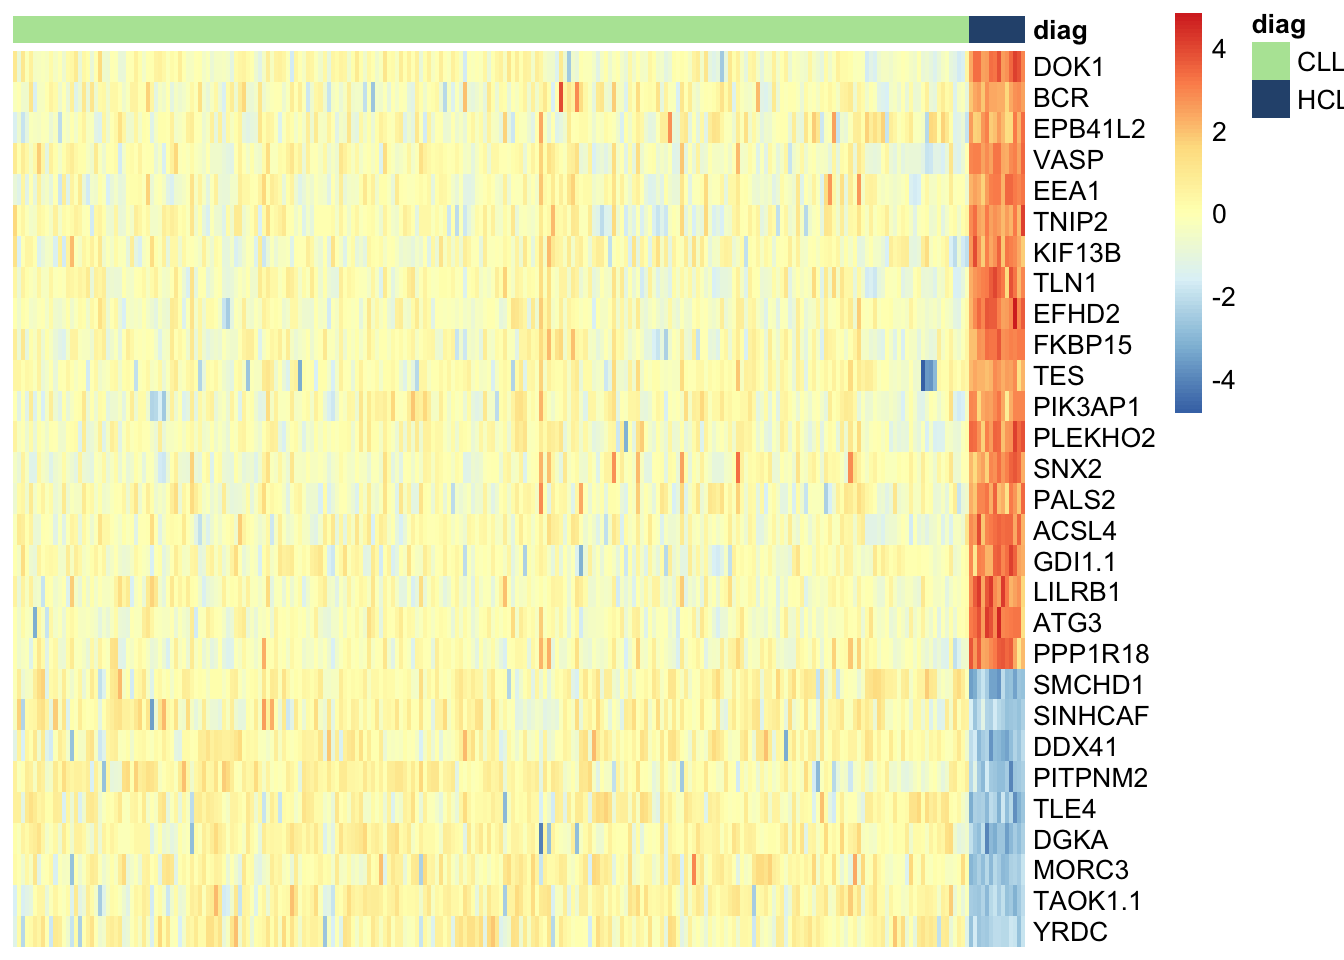 diag
DOK1
BCR
EPB41L2
VASP
EEA1
TNIP2
KIF13B
TLN1
EFHD2
FKBP15
TES
PIK3AP1
PLEKHO2
SNX2
PALS2
ACSL4
GDI1.1
LILRB1
ATG3
PPP1R18
SMCHD1
SINHCAF
DDX41
PITPNM2
TLE4
DGKA
MORC3
TAOK1.1
YRDC
4
2
0
-2
-4
diag
CLL
HCL